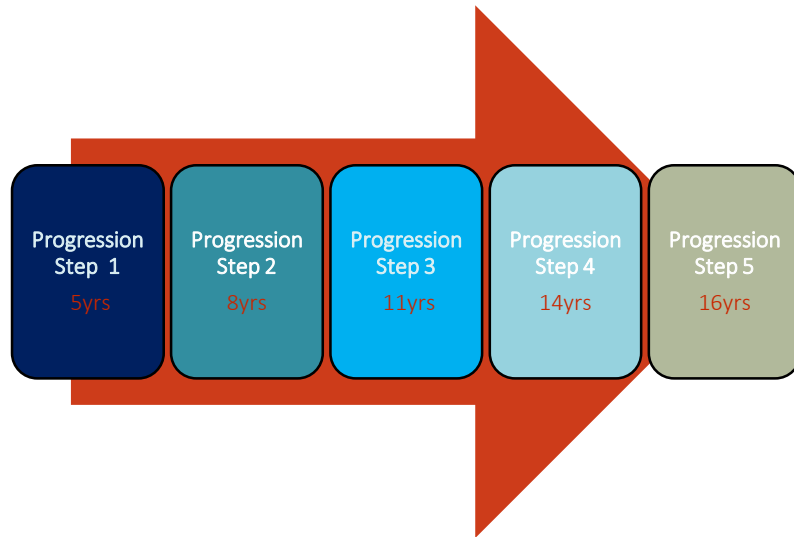 Progression
Step 1
5yrs
Progression
Step 2
8yrs
Progression
Step 3
11yrs
Progression
Step 4
14yrs
Progression
Step 5
16yrs